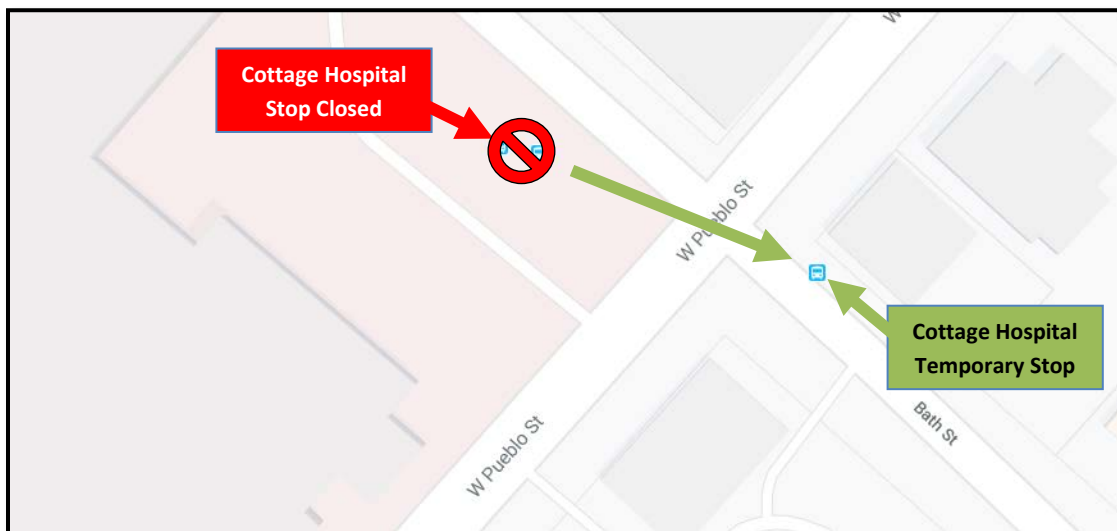 Cottage Hospital
Stop Closed
W Pueblo St
Cottage Hospital
Temporary Stop
Bath St
W Pueblo St